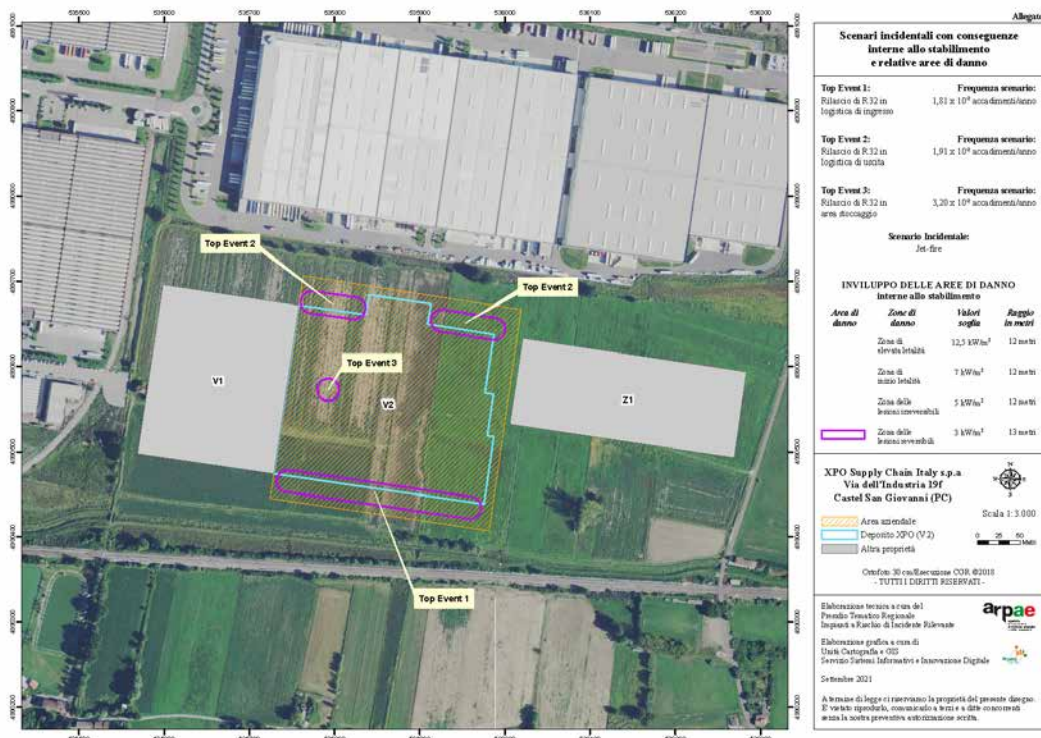 Allegato
Scenari incidentali con conseguenze
interne allo stabilimento
e relative aree di danno
Top Event 1:
Frequenza scenario:
Rilascio di R32 in
logistica di ingresso
accadimenti/anno
Top Event 2:
Frequenza scenario:
Rilascio di R32 in
logistica di uscita
accadimenti/anno
Top Event 3:
Frequenza scenario:
Rilascio di R32 in
area stoccaggio
accadimenti/anno
Scenario Incidentale:
Jet-fire
INVILUPPO DELLE AREE DI DANNO
interne allo stabilimento
Area di danno Zone di danno Valori soglia Raggio in metri
Zona di elevata letalità 12,5 kW/m² 12 metri
Zona di inizio letalità 7 kW/m² 12 metri
Zona delle lesioni irreversibili 5 kW/m² 12 metri
Zona delle lesioni reversibili 3 kW/m² 13 metri
XPO Supply Chain Italy s.p.a
Via dell'Industria 19f
Castel San Giovanni (PC)
N
S
Scala 1:3.000
Area aziendale
Deposito XPO (V2)
Altra proprietà
0 25 50
Metri
Ortofoto 30 cm/Esecuzione CGR ©2018
- TUTTI I DIRITTI RISERVATI -
Elaborazione tecnica a cura del
Presidio Tematico Regionale
Impianti a Rischio di Incidente Rilevante
arpae
Elaborazione grafica a cura di
Unità Cartografia e GIS
Servizio Sistemi Informativi e Innovazione Digitale
Settembre 2021
A termine di legge ci riserviamo la proprietà del presente disegno.
E' vietato riprodurlo, comunicarlo a terzi e a ditte concorrenti
senza la nostra preventiva autorizzazione scritta.
Top Event 2
Top Event 2
Top Event 3
V1
V2
Z1
Top Event 1